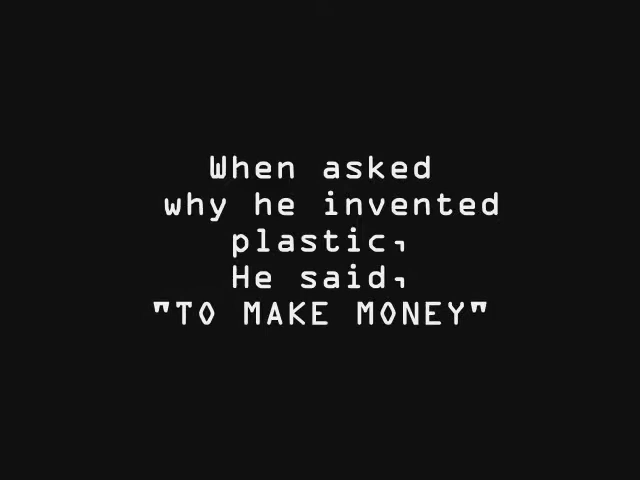 When asked
why he invented
plastic,
He said,
"TO MAKE MONEY"